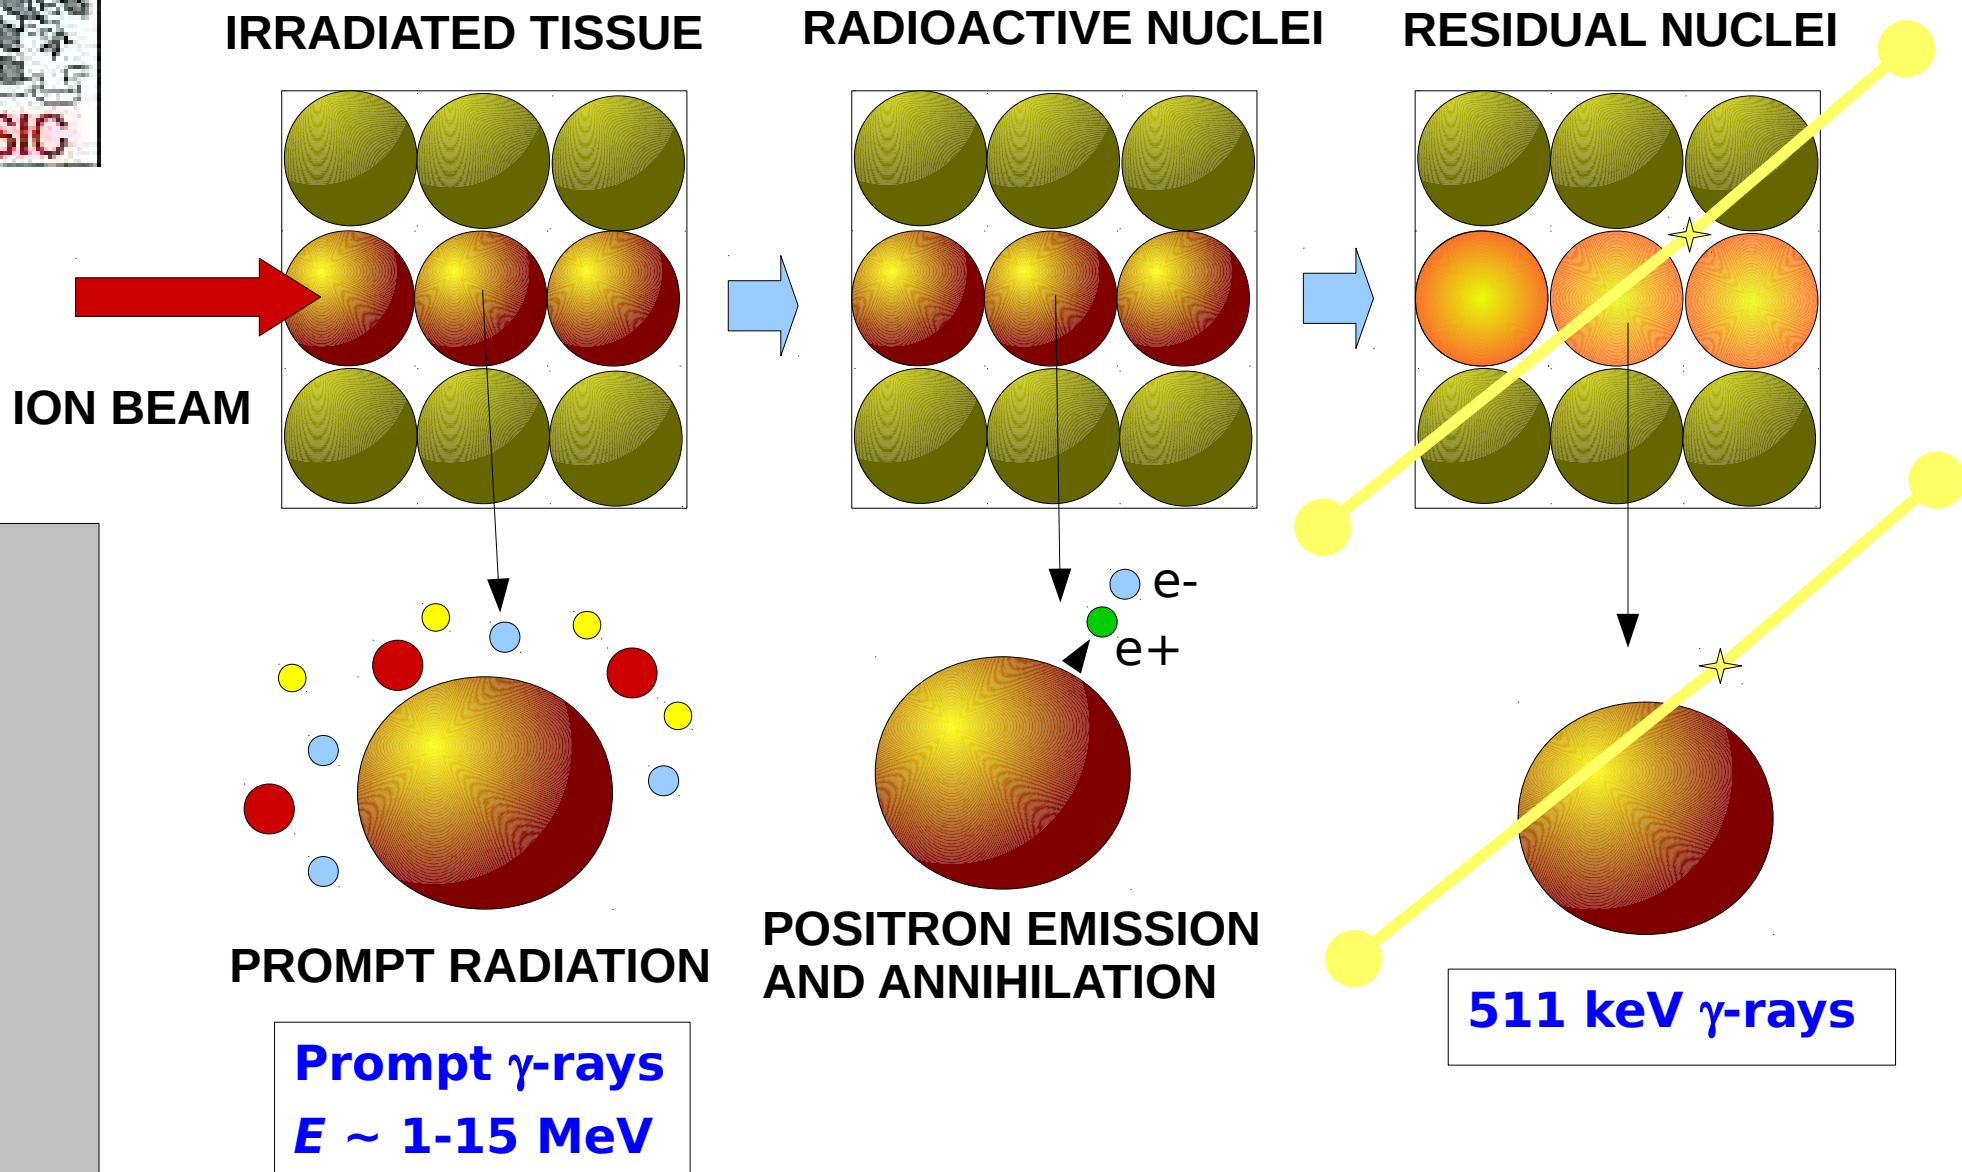 IRRADIATED TISSUE
RADIOACTIVE NUCLEI
RESIDUAL NUCLEI
SIC
ION BEAM
e-
e+
PROMPT RADIATION
POSITRON EMISSION
AND ANNIHILATION
511 keV γ-rays
Prompt γ-rays
E ~ 1-15 MeV